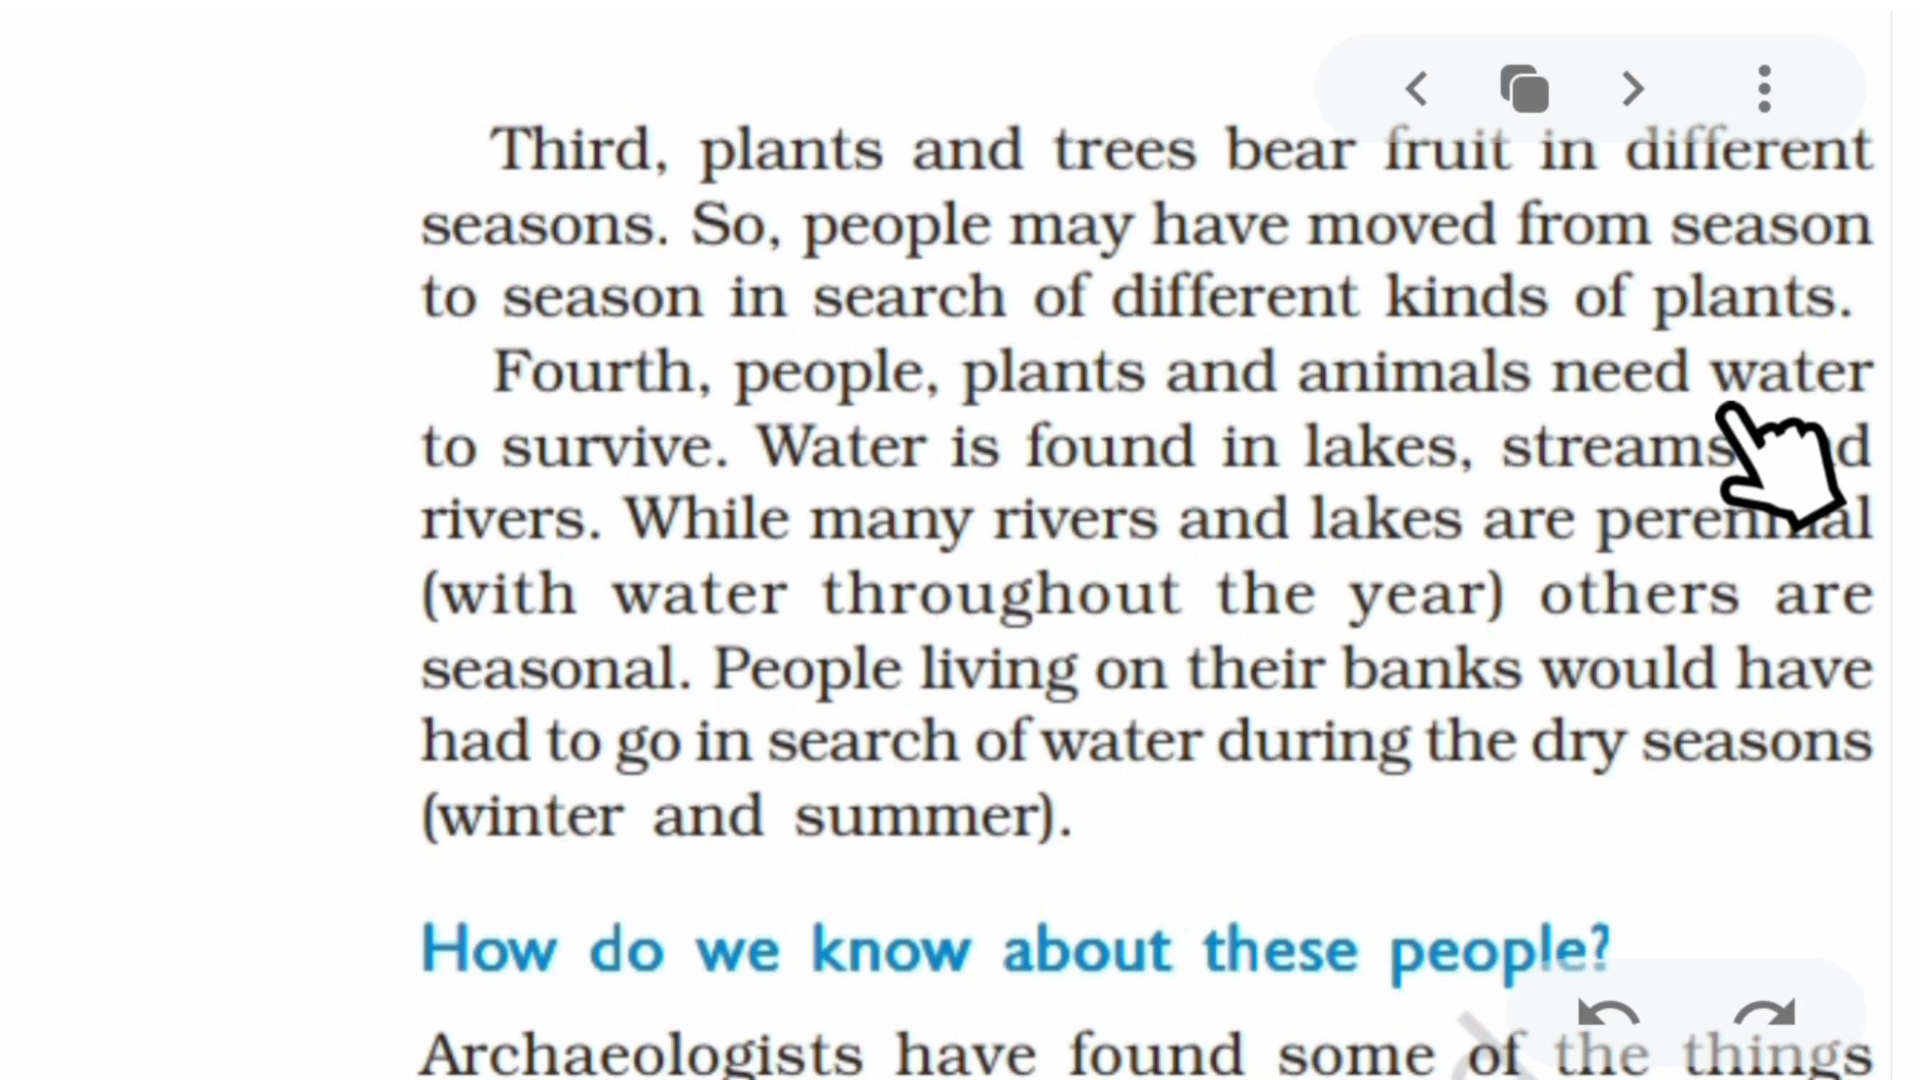 Third, plants and trees bear fruit in different
seasons. So, people may have moved from season
to season in search of different kinds of plants.
Fourth, people, plants and animals need water
to survive. Water is found in lakes, streams
rivers. While many rivers and lakes are perennial
(with water throughout the year) others are
seasonal. People living on their banks would have
had to go in search of water during the dry seasons
(winter and summer).
How do we know about these people?
Archaeologists have found some of the things